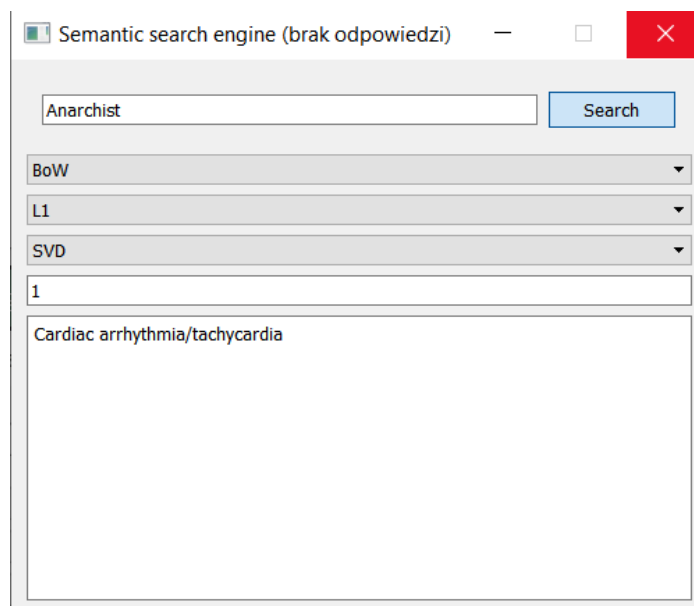 Semantic search engine (brak odpowiedzi)
Anarchist
Search
BoW
L1
SVD
1
Cardiac arrhythmia/tachycardia